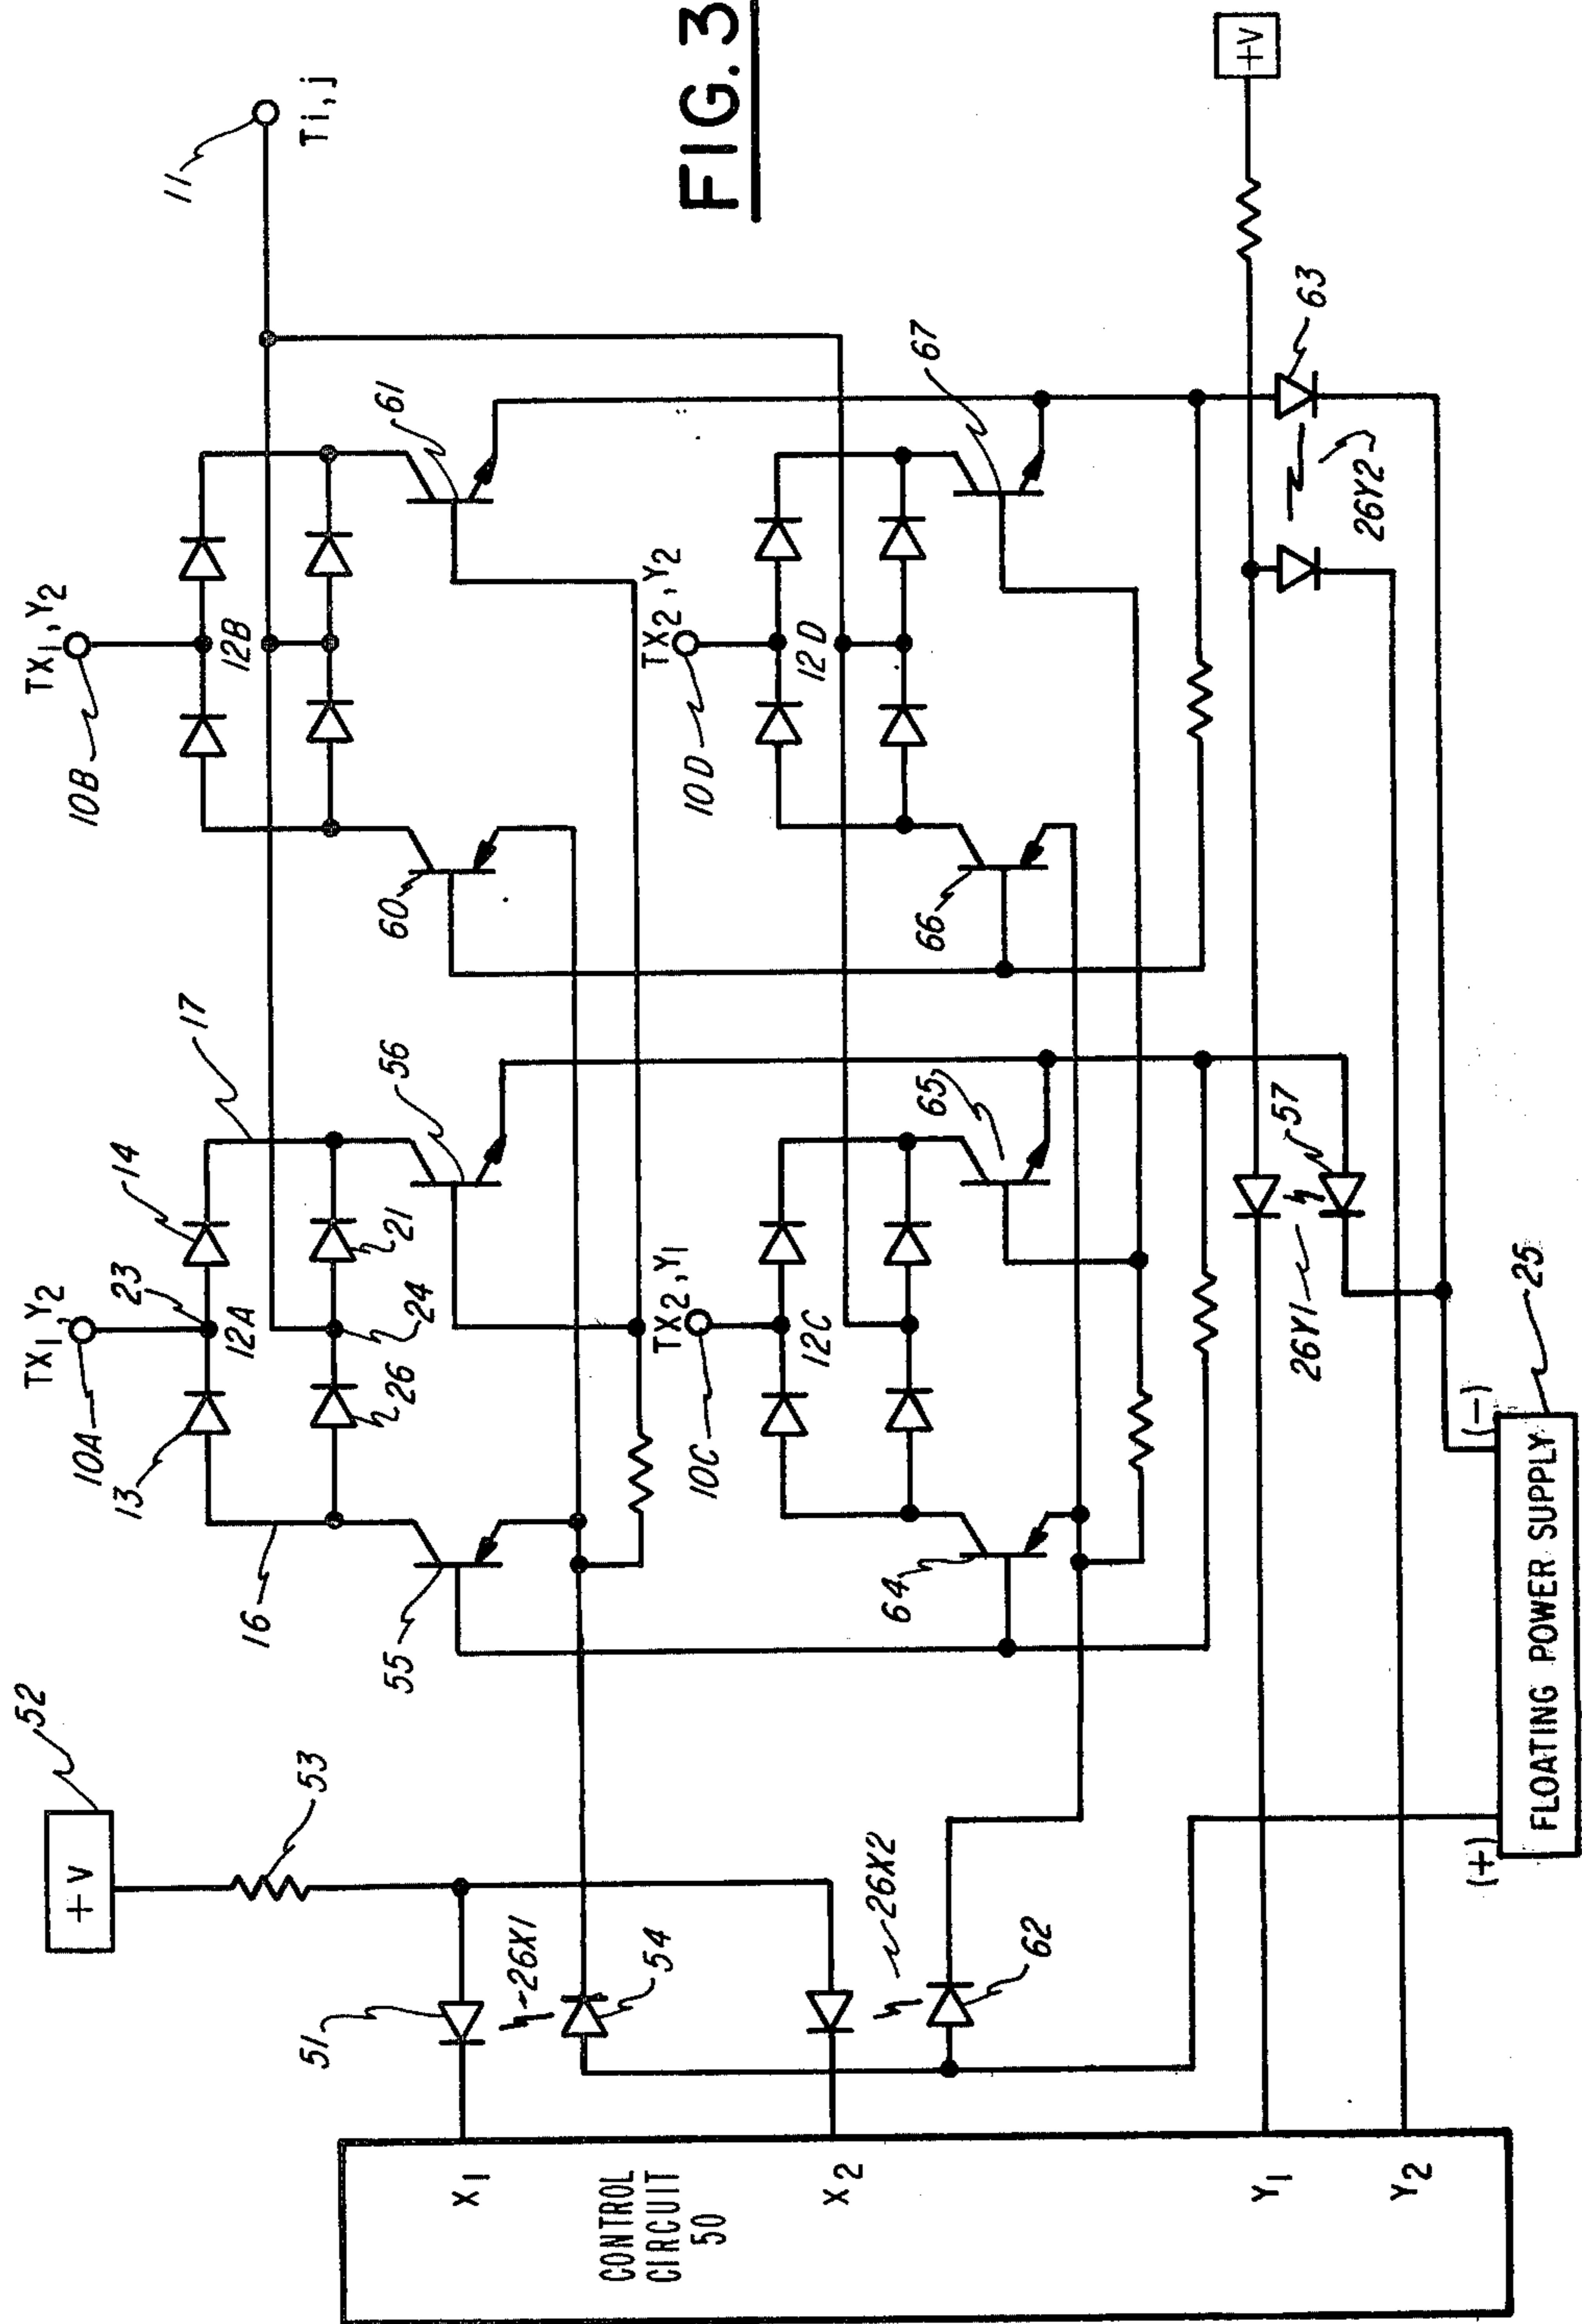 FIG. 3
52
+ V
53
51
26X1
54
26X2
62
CONTROL
CIRCUIT
50
X1
X2
Y1
Y2
TX1,Y2
10A
23
14
17
13
12A
16
26
24
21
55
56
TX1,Y2
10B
12B
60
61
11
Ti,j
TX2,Y1
10C
12C
64
65
TX2,Y2
10D
12D
66
67
26Y1
57
26Y2
63
+V
(+)
(−)
FLOATING POWER SUPPLY
25